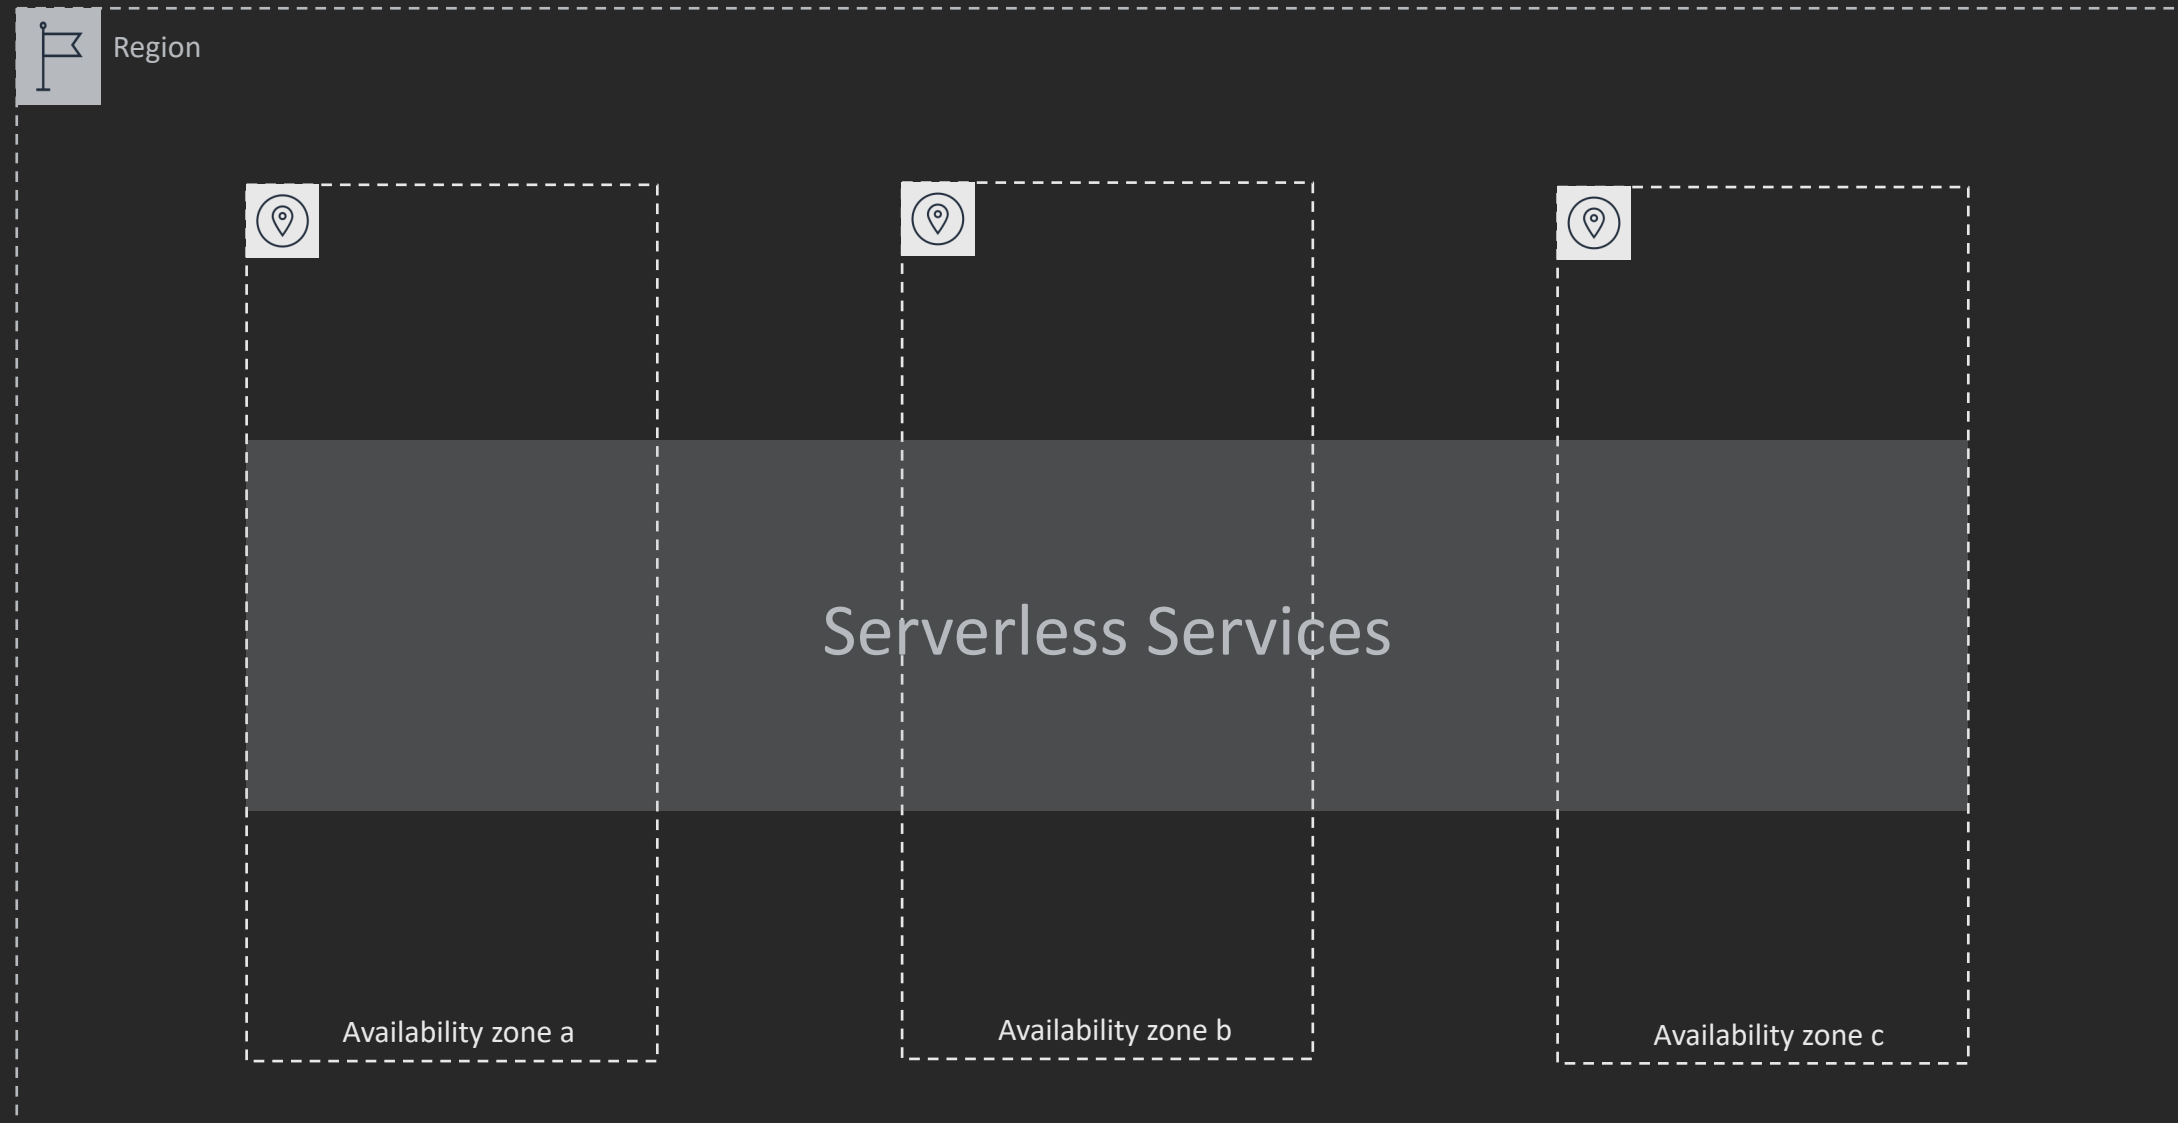 Region
Serverless Services
Availability zone a
Availability zone b
Availability zone c